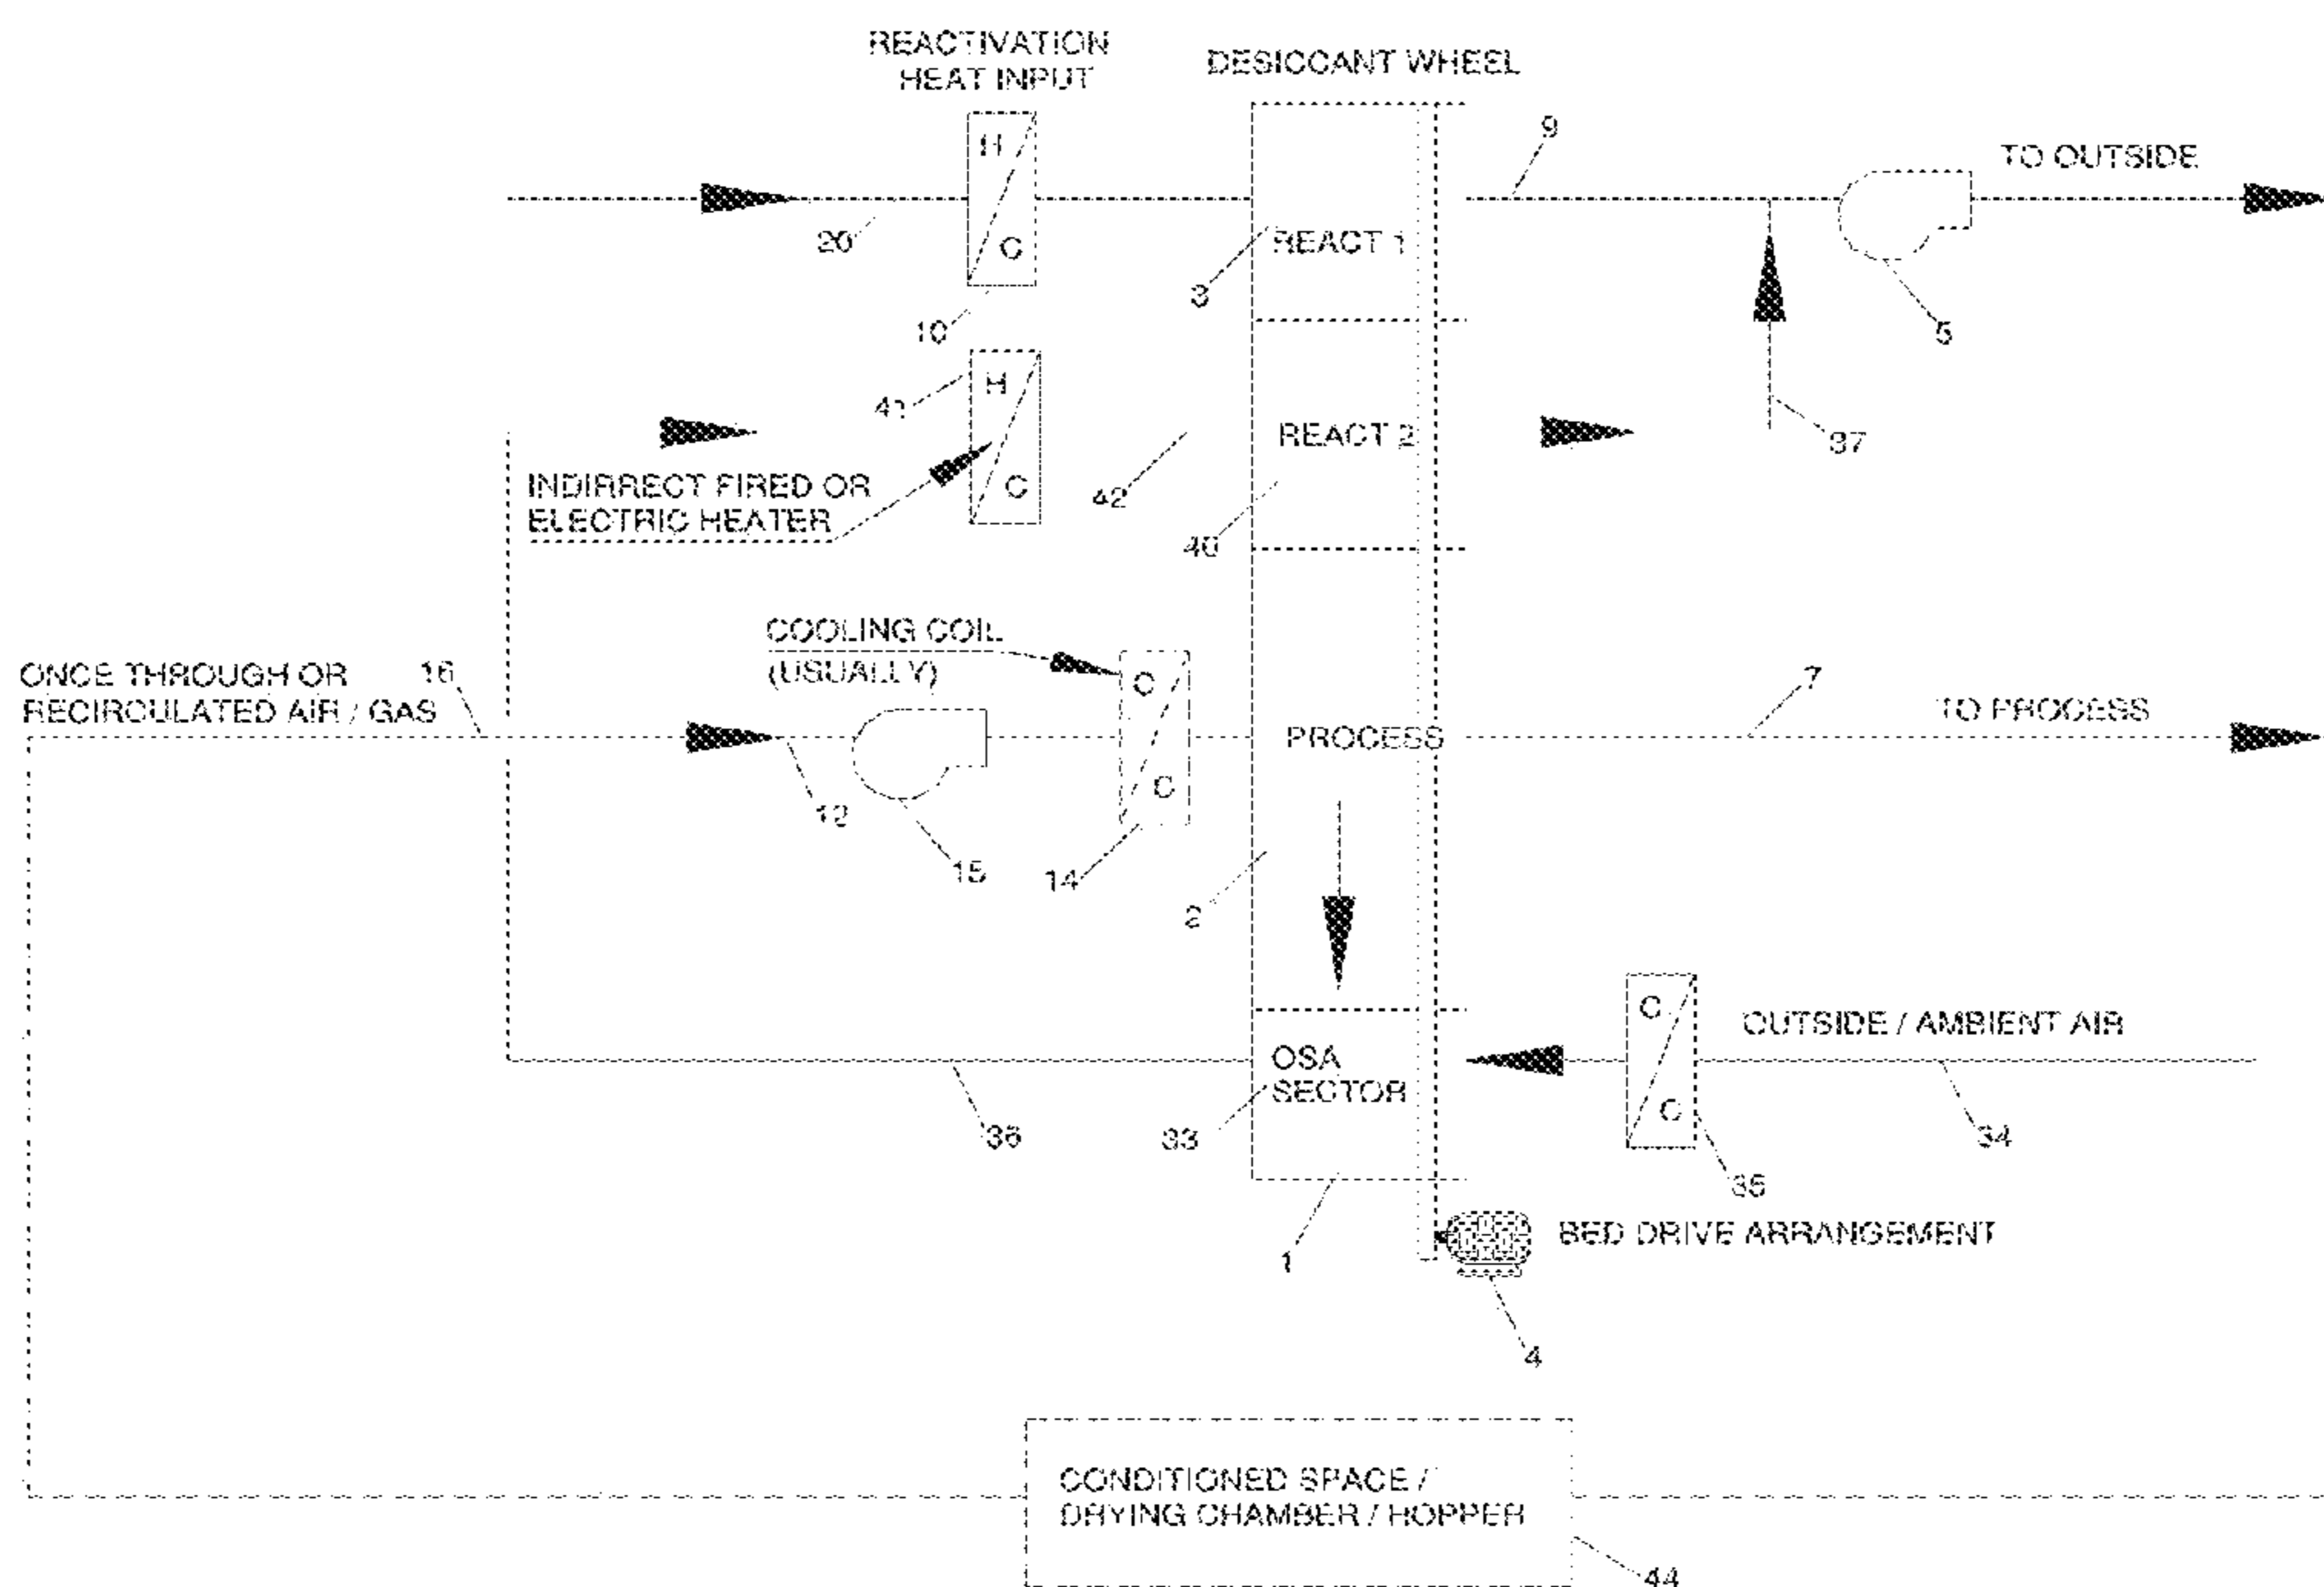 REACTIVATION
HEAT INPUT
DESICCANT WHEEL
H
C
9
TO OUTSIDE
20
REACT 1
3
10
5
H
41
C
REACT 2
37
INDIRRECT FIRED OR
ELECTRIC HEATER
42
40
COOLING COIL
(USUALLY)
ONCE THROUGH OR
RECIRCULATED AIR / GAS
16
C
C
7
TO PROCESS
PROCESS
12
15
14
2
C
C
OUTSIDE / AMBIENT AIR
OSA
SECTOR
36
33
34
35
BED DRIVE ARRANGEMENT
1
4
CONDITIONED SPACE /
DRYING CHAMBER / HOPPER
44